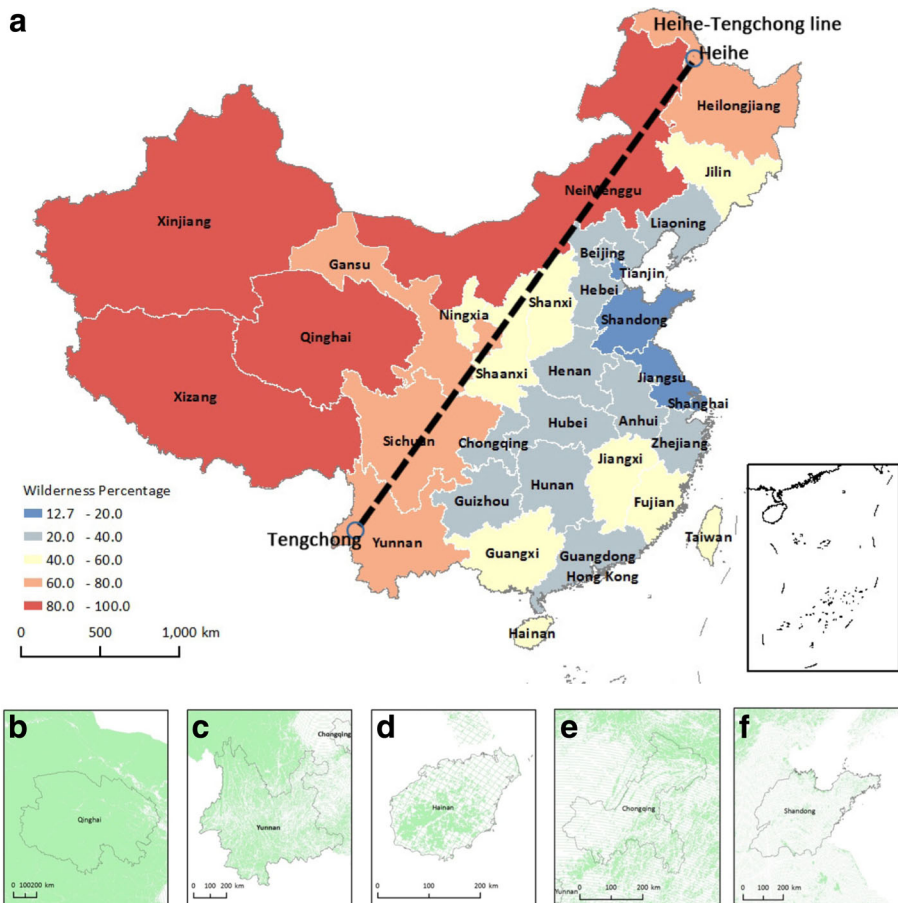 a
Heihe-Tengchong line
Heihe
Heilongjiang
Jilin
NeiMenggu
Xinjiang
Liaoning
Beijing
Gansu
Tianjin
Hebei
Shanxi
Ningxia
Shandong
Qinghai
Henan
Shaanxi
Jiangsu
Xizang
Shanghai
Anhui
Hubei
Sichuan
Chongqing
Zhejiang
Jiangxi
Wilderness Percentage
12.7 - 20.0
20.0 - 40.0
40.0 - 60.0
60.0 - 80.0
80.0 - 100.0
Hunan
Guizhou
Fujian
Tengchong
Yunnan
Taiwan
Guangxi
Guangdong
Hong Kong
Hainan
0 500 1,000 km
b
Qinghai
0 100200 km
c
Chongqing
Yunnan
0 100 200 km
d
Hainan
0 100 200 km
e
Chongqing
Yunnan
0 100 200 km
f
Shandong
0 100 200 km